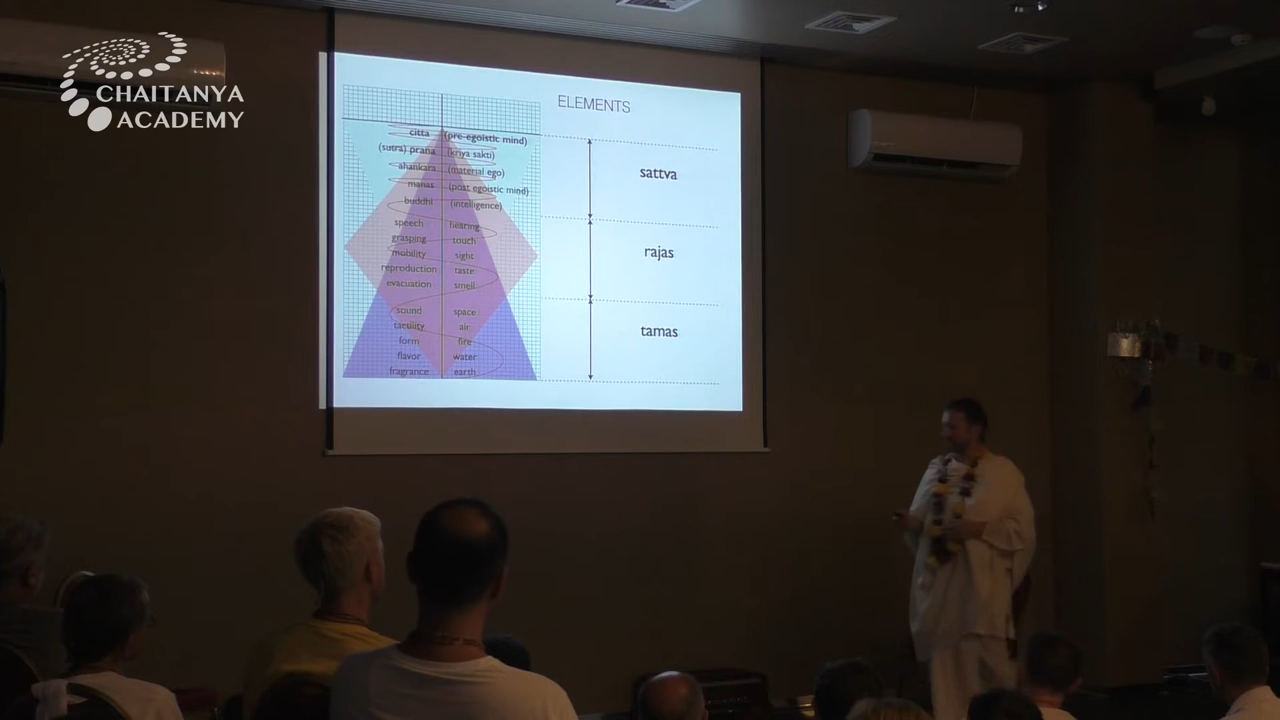 CHAITANYA
ACADEMY
ELEMENTS
citta (pre-egoistic mind)
(sutra) prana (kriya sakti)
ahankara (material ego)
manas (post egoistic mind)
buddhi (intelligence)
speech hearing
grasping touch
mobility sight
reproduction taste
evacuation smell
sound space
tactility air
form fire
flavor water
fragrance earth
sattva
rajas
tamas